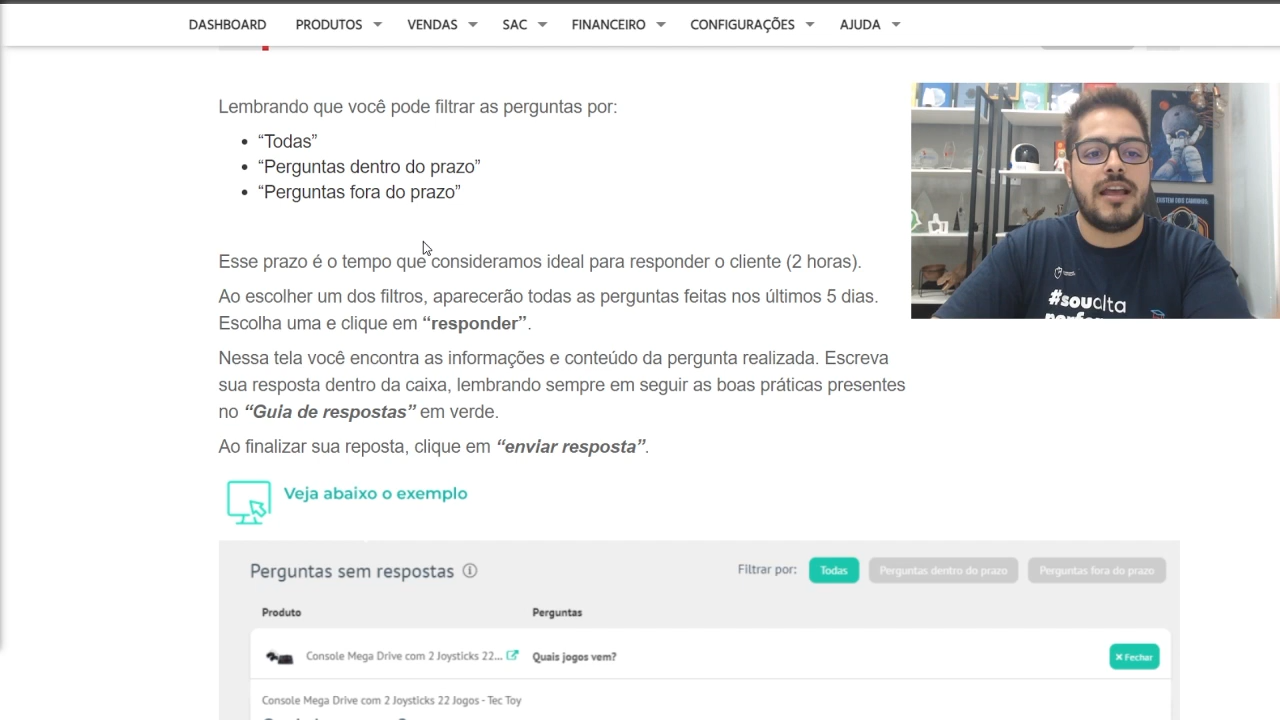 DASHBOARD PRODUTOS VENDAS SAC FINANCEIRO CONFIGURAÇÕES AJUDA
Lembrando que você pode filtrar as perguntas por:
• “Todas”
• “Perguntas dentro do prazo”
• “Perguntas fora do prazo”
Esse prazo é o tempo que consideramos ideal para responder o cliente (2 horas).
Ao escolher um dos filtros, aparecerão todas as perguntas feitas nos últimos 5 dias.
Escolha uma e clique em “responder”.
Nessa tela você encontra as informações e conteúdo da pergunta realizada. Escreva
sua resposta dentro da caixa, lembrando sempre em seguir as boas práticas presentes
no “Guia de respostas” em verde.
Ao finalizar sua reposta, clique em “enviar resposta”.
#soualta
Veja abaixo o exemplo
Perguntas sem respostas Filtrar por: Todas Perguntas dentro do prazo Perguntas fora do prazo
Produto Perguntas
Console Mega Drive com 2 Joysticks 22... Quais jogos vem? × Fechar
Console Mega Drive com 2 Joysticks 22 Jogos - Tec Toy